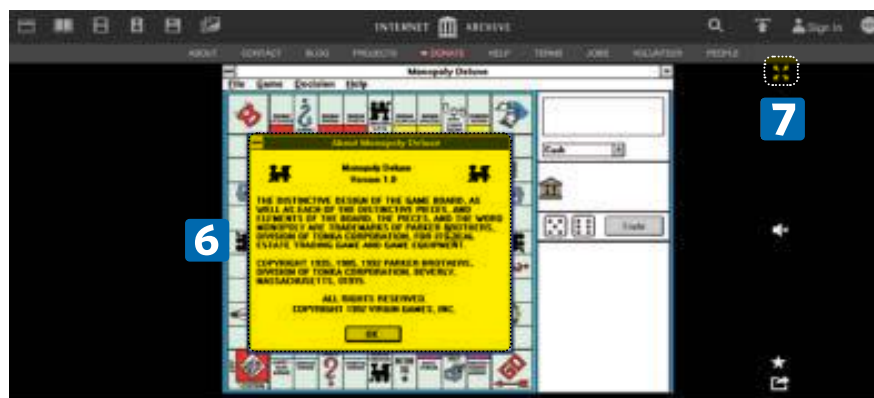 INTERNET ARCHIVE
Sign In
ABOUT CONTACT BLOG PROJECTS DONATE HELP TERMS JOBS VOLUNTEER PEOPLE
Monopoly Deluxe
File Game Decision Help
7
About Monopoly Deluxe
Cash
Monopoly Deluxe
Version 1.0
THE DISTINCTIVE DESIGN OF THE GAME BOARD, AS
WELL AS EACH OF THE DISTINCTIVE PIECES, AND
ELEMENTS OF THE BOARD, THE PIECES, AND THE WORD
MONOPOLY ARE TRADEMARKS OF PARKER BROTHERS,
DIVISION OF TONKA CORPORATION, FOR ITS REAL
ESTATE TRADING GAME AND GAME EQUIPMENT.
6
Trade
COPYRIGHT 1935, 1985, 1992 PARKER BROTHERS,
DIVISION OF TONKA CORPORATION, BEVERLY,
MASSACHUSETTS, 01915.
ALL RIGHTS RESERVED.
COPYRIGHT 1992 VIRGIN GAMES, INC.
OK
GO